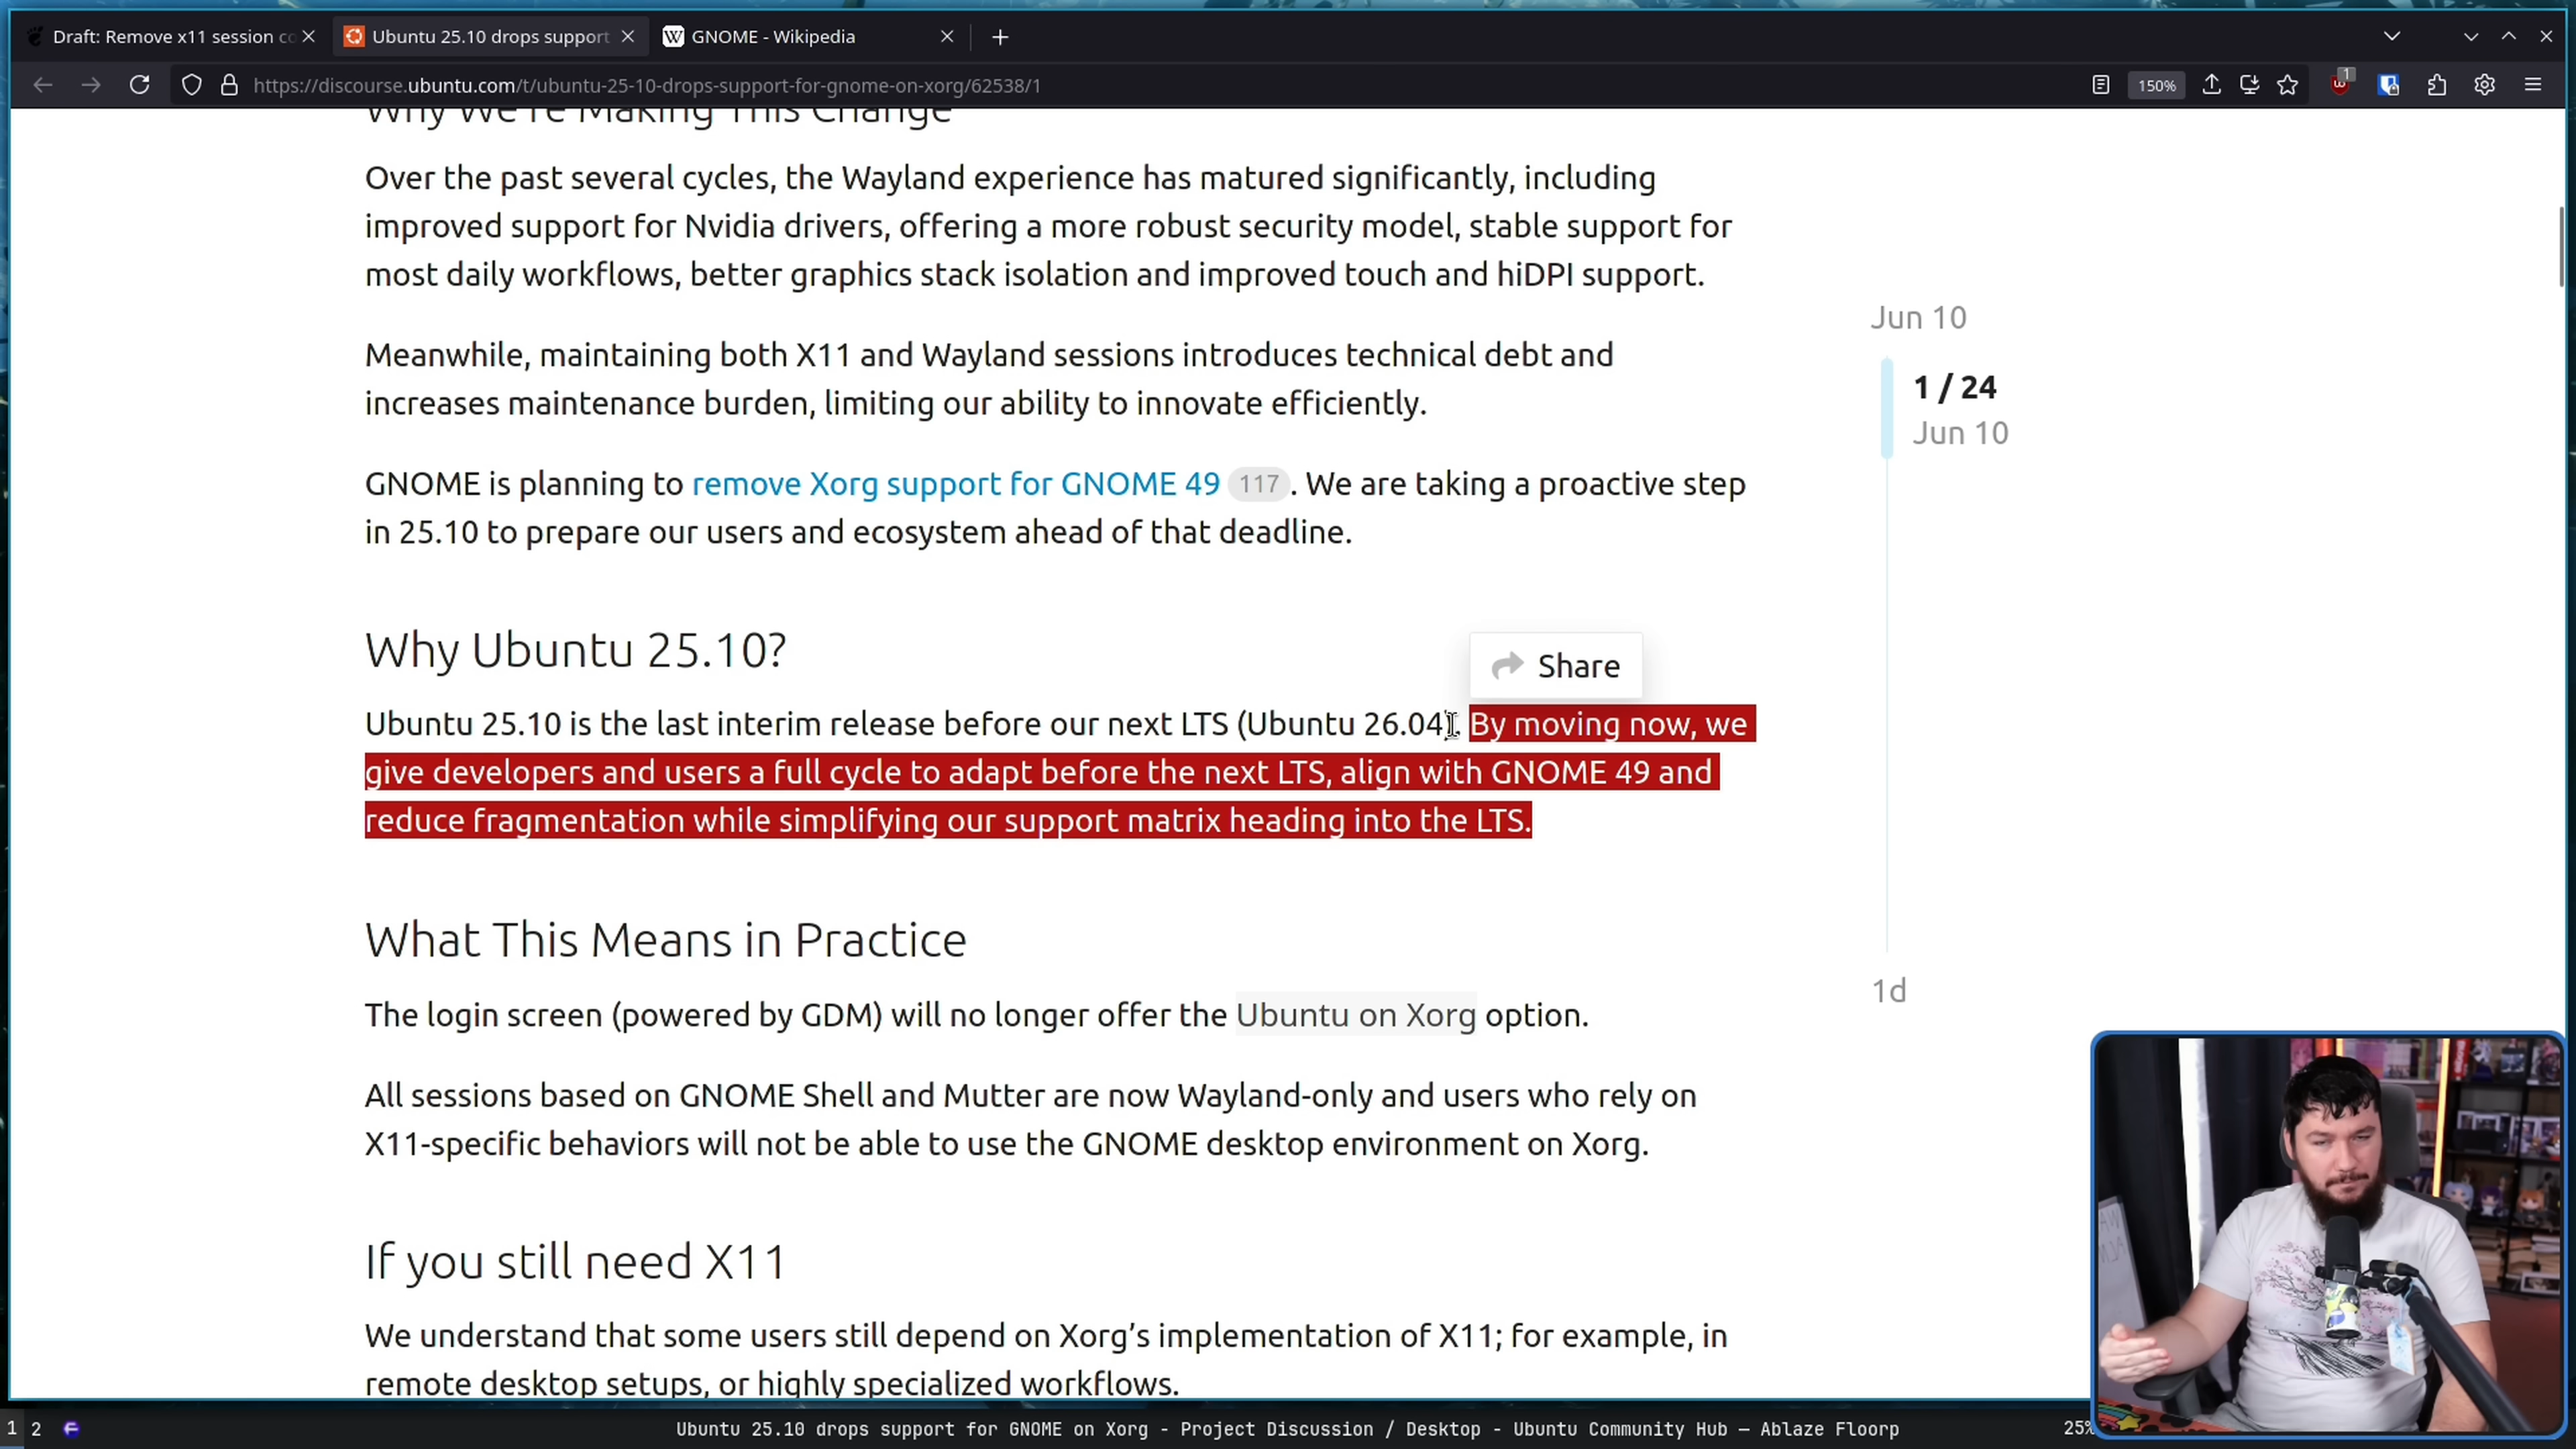 Draft: Remove x11 session co
Ubuntu 25.10 drops support
GNOME - Wikipedia
https://discourse.ubuntu.com/t/ubuntu-25-10-drops-support-for-gnome-on-xorg/62538/1
150%
1
Why We're Making This Change
Over the past several cycles, the Wayland experience has matured significantly, including
improved support for Nvidia drivers, offering a more robust security model, stable support for
most daily workflows, better graphics stack isolation and improved touch and hiDPI support.
Meanwhile, maintaining both X11 and Wayland sessions introduces technical debt and
increases maintenance burden, limiting our ability to innovate efficiently.
GNOME is planning to remove Xorg support for GNOME 49 117 . We are taking a proactive step
in 25.10 to prepare our users and ecosystem ahead of that deadline.
Jun 10
1 / 24
Jun 10
1d
Why Ubuntu 25.10?
Share
Ubuntu 25.10 is the last interim release before our next LTS (Ubuntu 26.04). By moving now, we
give developers and users a full cycle to adapt before the next LTS, align with GNOME 49 and
reduce fragmentation while simplifying our support matrix heading into the LTS.
What This Means in Practice
The login screen (powered by GDM) will no longer offer the Ubuntu on Xorg option.
All sessions based on GNOME Shell and Mutter are now Wayland-only and users who rely on
X11-specific behaviors will not be able to use the GNOME desktop environment on Xorg.
If you still need X11
We understand that some users still depend on Xorg’s implementation of X11; for example, in
remote desktop setups, or highly specialized workflows.
1 2
Ubuntu 25.10 drops support for GNOME on Xorg - Project Discussion / Desktop - Ubuntu Community Hub — Ablaze Floorp
25%